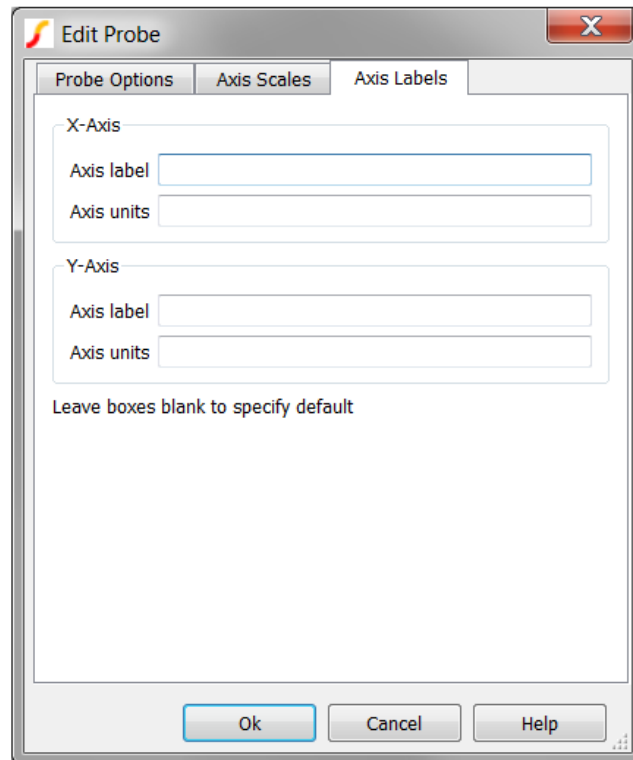 Edit Probe
Probe Options Axis Scales Axis Labels
X-Axis
Axis label
Axis units
Y-Axis
Axis label
Axis units
Leave boxes blank to specify default
Ok Cancel Help